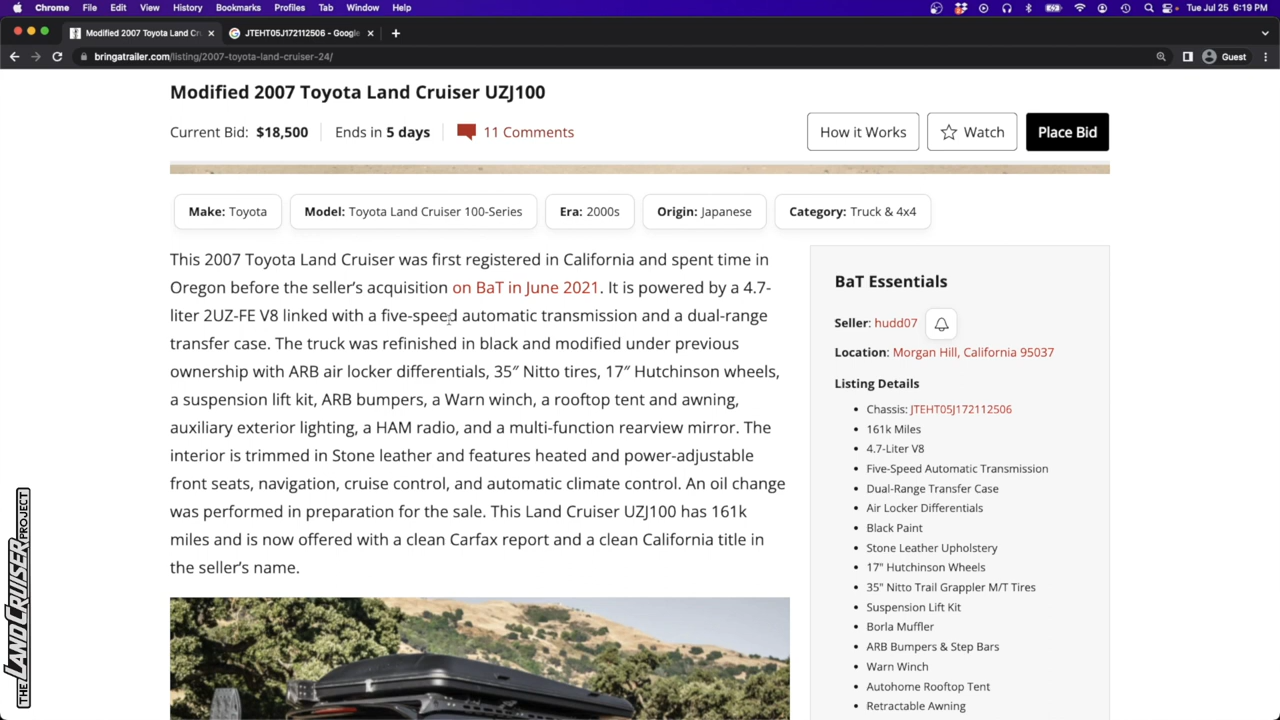 Chrome File Edit View History Bookmarks Profiles Tab Window Help Tue Jul 25 6:19 PM
Modified 2007 Toyota Land Cr JTEHT05J172112506 - Google
bringatrailer.com/listing/2007-toyota-land-cruiser-24/ Guest
Modified 2007 Toyota Land Cruiser UZJ100
Current Bid: $18,500 Ends in 5 days 11 Comments How it Works Watch Place Bid
Make: Toyota Model: Toyota Land Cruiser 100-Series Era: 2000s Origin: Japanese Category: Truck & 4x4
This 2007 Toyota Land Cruiser was first registered in California and spent time in
Oregon before the seller’s acquisition on BaT in June 2021. It is powered by a 4.7-
liter 2UZ-FE V8 linked with a five-speed automatic transmission and a dual-range
transfer case. The truck was refinished in black and modified under previous
ownership with ARB air locker differentials, 35″ Nitto tires, 17″ Hutchinson wheels,
a suspension lift kit, ARB bumpers, a Warn winch, a rooftop tent and awning,
auxiliary exterior lighting, a HAM radio, and a multi-function rearview mirror. The
interior is trimmed in Stone leather and features heated and power-adjustable
front seats, navigation, cruise control, and automatic climate control. An oil change
was performed in preparation for the sale. This Land Cruiser UZJ100 has 161k
miles and is now offered with a clean Carfax report and a clean California title in
the seller’s name.
BaT Essentials
Seller: hudd07
Location: Morgan Hill, California 95037
Listing Details
Chassis: JTEHT05J172112506
161k Miles
4.7-Liter V8
Five-Speed Automatic Transmission
Dual-Range Transfer Case
Air Locker Differentials
Black Paint
Stone Leather Upholstery
17" Hutchinson Wheels
35" Nitto Trail Grappler M/T Tires
Suspension Lift Kit
Borla Muffler
ARB Bumpers & Step Bars
Warn Winch
Autohome Rooftop Tent
Retractable Awning
THE LAND CRUISER PROJECT